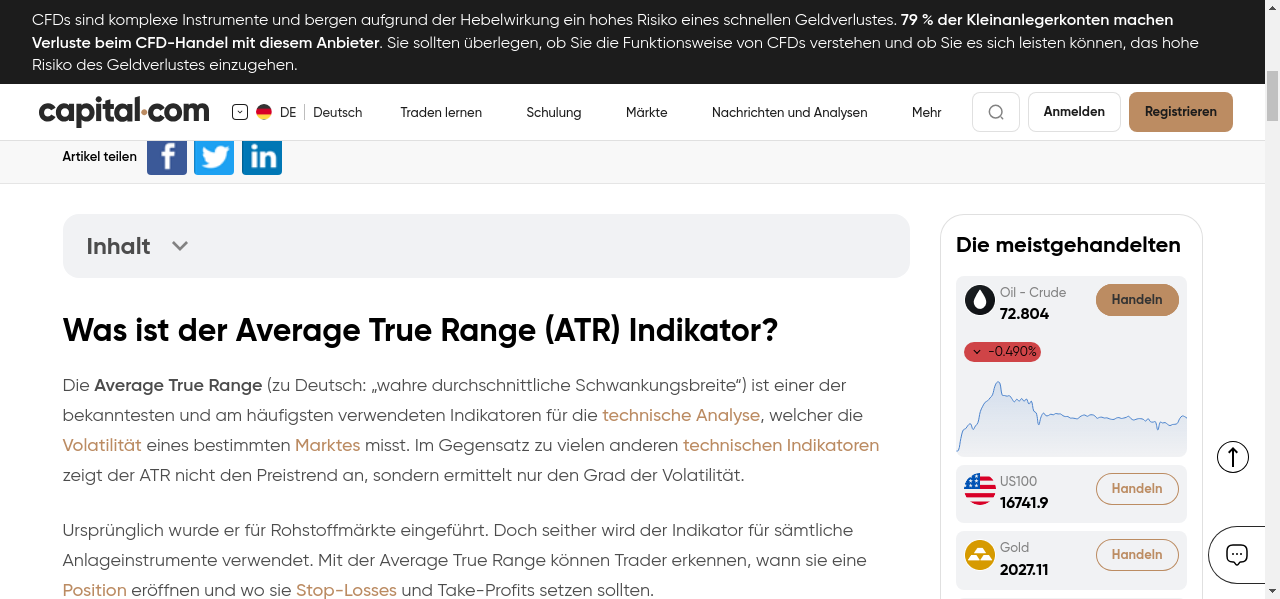 CFDs sind komplexe Instrumente und bergen aufgrund der Hebelwirkung ein hohes Risiko eines schnellen Geldverlustes. 79 % der Kleinanlegerkonten machen
Verluste beim CFD-Handel mit diesem Anbieter. Sie sollten überlegen, ob Sie die Funktionsweise von CFDs verstehen und ob Sie es sich leisten können, das hohe
Risiko des Geldverlustes einzugehen.
capital.com DE Deutsch Traden lernen Schulung Märkte Nachrichten und Analysen Mehr Anmelden Registrieren
Artikel teilen
Inhalt
Was ist der Average True Range (ATR) Indikator?
Die Average True Range (zu Deutsch: „wahre durchschnittliche Schwankungsbreite“) ist einer der
bekanntesten und am häufigsten verwendeten Indikatoren für die technische Analyse, welcher die
Volatilität eines bestimmten Marktes misst. Im Gegensatz zu vielen anderen technischen Indikatoren
zeigt der ATR nicht den Preistrend an, sondern ermittelt nur den Grad der Volatilität.
Ursprünglich wurde er für Rohstoffmärkte eingeführt. Doch seither wird der Indikator für sämtliche
Anlageinstrumente verwendet. Mit der Average True Range können Trader erkennen, wann sie eine
Position eröffnen und wo sie Stop-Losses und Take-Profits setzen sollten.
Die meistgehandelten
Oil - Crude
72.804
Handeln
-0.490%
US100
16741.9
Handeln
Gold
2027.11
Handeln